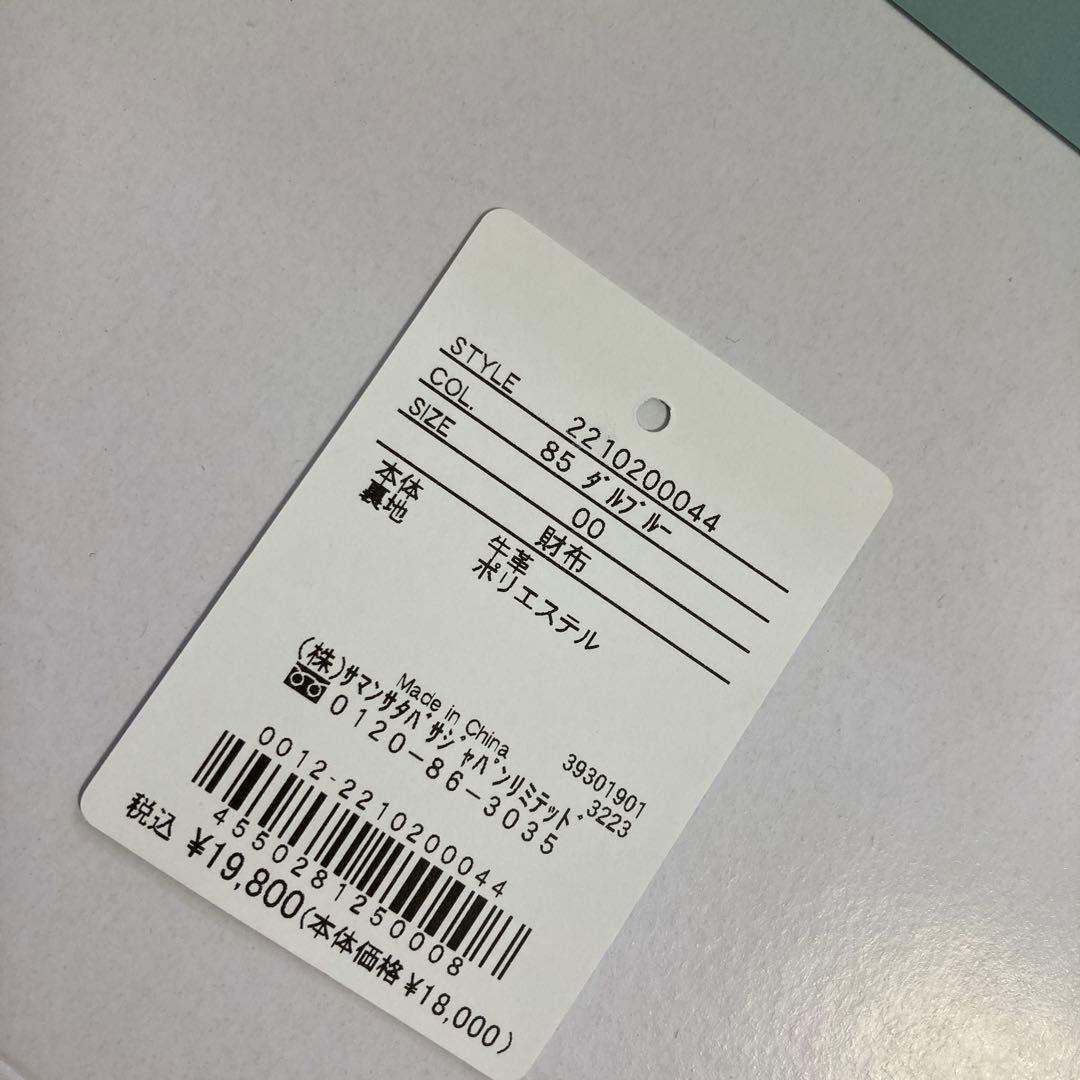 STYLE 2210200044
COL. 85 ﾀﾞﾙﾌﾞﾙｰ
SIZE 00
財布
本体 牛革
裏地 ポリエステル
Made in China 39301901
(株)ｻﾏﾝｻﾀﾊﾞｻｼﾞｬﾊﾟﾝﾘﾐﾃｯﾄﾞ 3223
0120-86-3035
0012-2210200044
4550281250008
税込 ¥19,800(本体価格 ¥18,000)